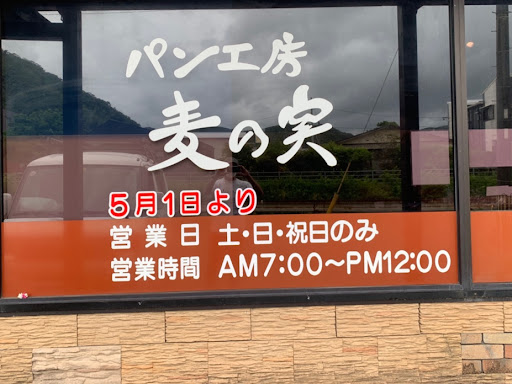 パン工房
麦の実
5月1日より
営業日 土・日・祝日のみ
営業時間 AM7:00～PM12:00